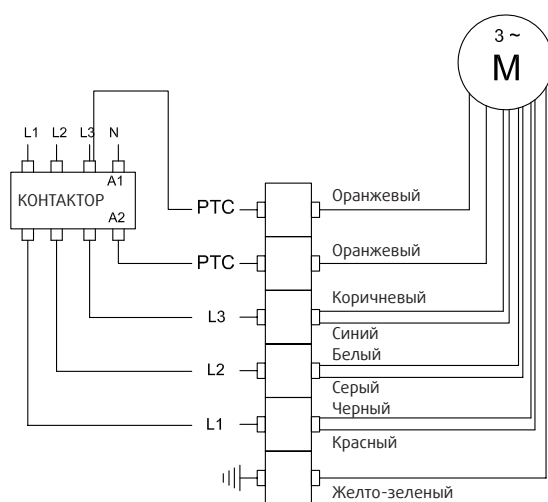 3 ~
M
L1 L2 L3 N
A1
КОНТАКТОР
A2
PTC
Оранжевый
PTC
Оранжевый
Коричневый
L3
Синий
Белый
L2
Серый
Черный
L1
Красный
Желто-зеленый